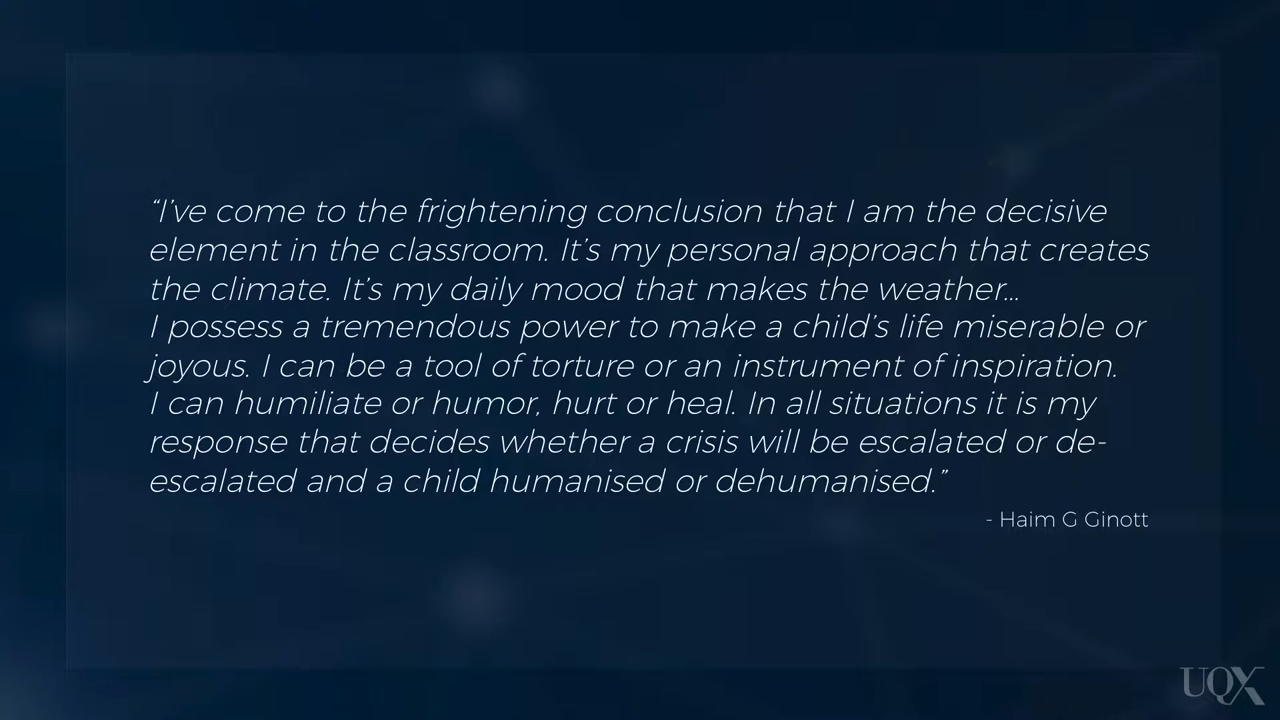 “I’ve come to the frightening conclusion that I am the decisive
element in the classroom. It’s my personal approach that creates
the climate. It’s my daily mood that makes the weather...
I possess a tremendous power to make a child’s life miserable or
joyous. I can be a tool of torture or an instrument of inspiration.
I can humiliate or humor, hurt or heal. In all situations it is my
response that decides whether a crisis will be escalated or de-
escalated and a child humanised or dehumanised.”
- Haim G Ginott
UQX